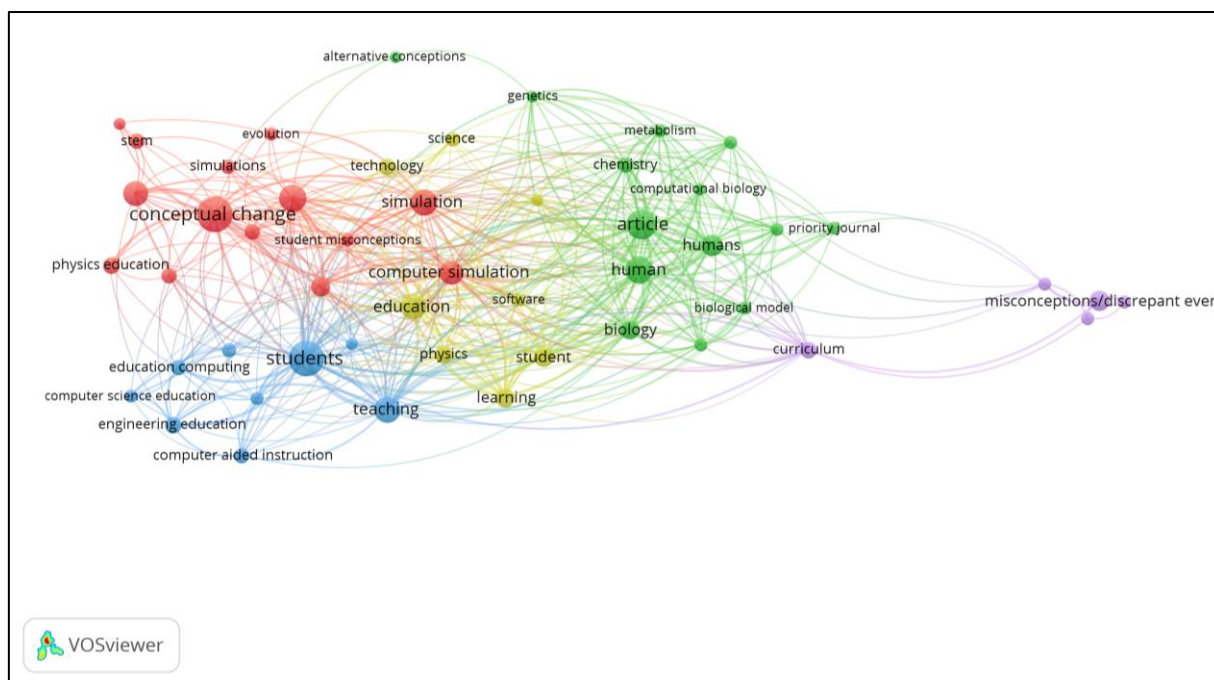 alternative conceptions
genetics
stem
evolution
science
metabolism
simulations
technology
chemistry
computational biology
conceptual change
simulation
article
student misconceptions
humans
priority journal
physics education
computer simulation
human
education
software
biological model
misconceptions/discrepant even
biology
students
physics
student
curriculum
education computing
computer science education
teaching
learning
engineering education
computer aided instruction
VOSviewer